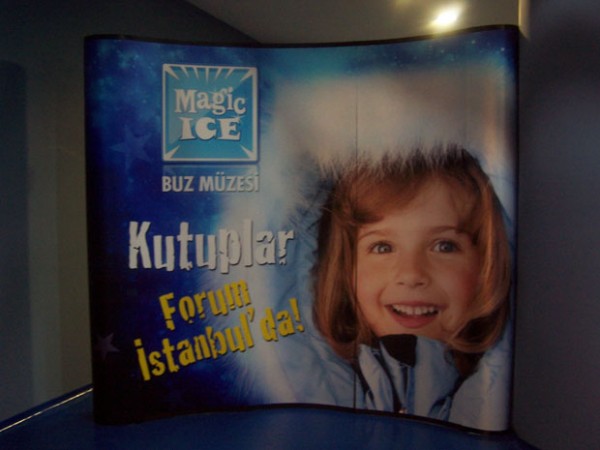 Magic
ICE
BUZ MÜZESİ
Kutuplar
Forum
İstanbul'da!